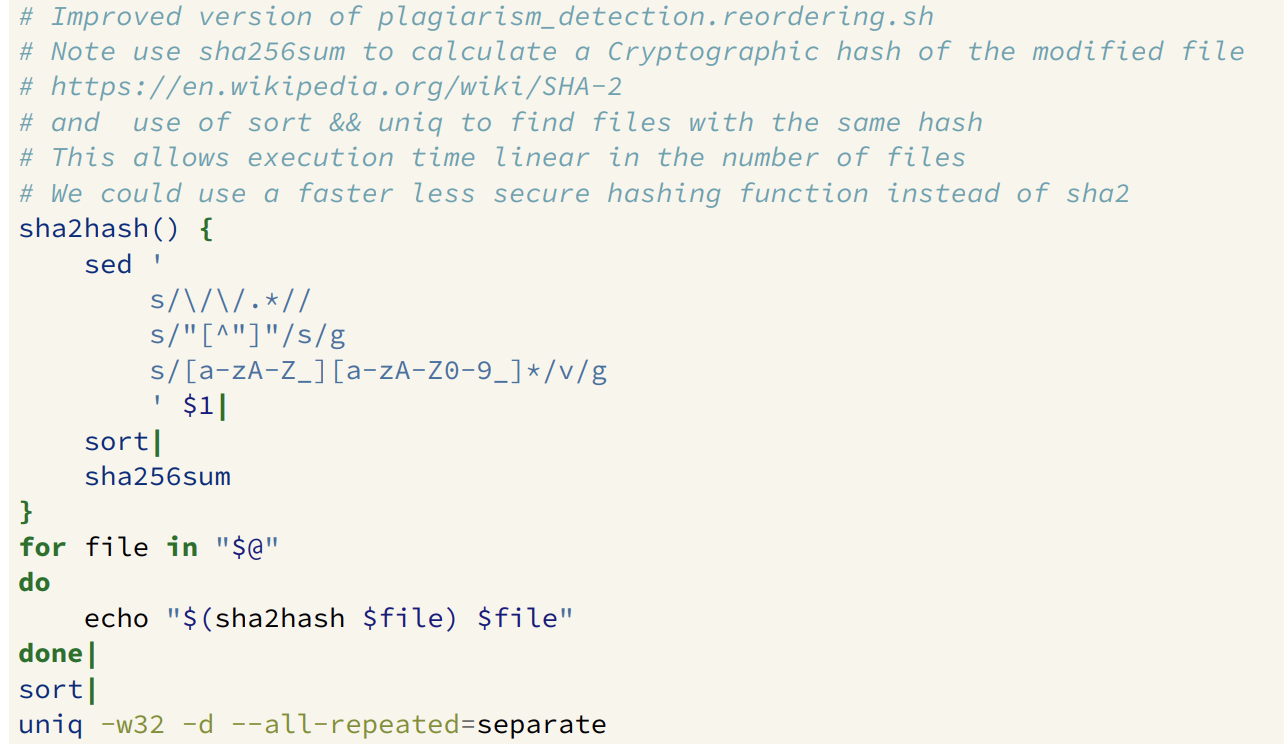 # Improved version of plagiarism_detection.reordering.sh
# Note use sha256sum to calculate a Cryptographic hash of the modified file
# https://en.wikipedia.org/wiki/SHA-2
# and  use of sort && uniq to find files with the same hash
# This allows execution time linear in the number of files
# We could use a faster less secure hashing function instead of sha2
sha2hash() {
    sed '
        s/\/\/.*//
        s/"[^"]"/s/g
        s/[a-zA-Z_][a-zA-Z0-9_]*/v/g
        ' $1|
    sort|
    sha256sum
}
for file in "$@"
do
    echo "$(sha2hash $file) $file"
done|
sort|
uniq -w32 -d --all-repeated=separate